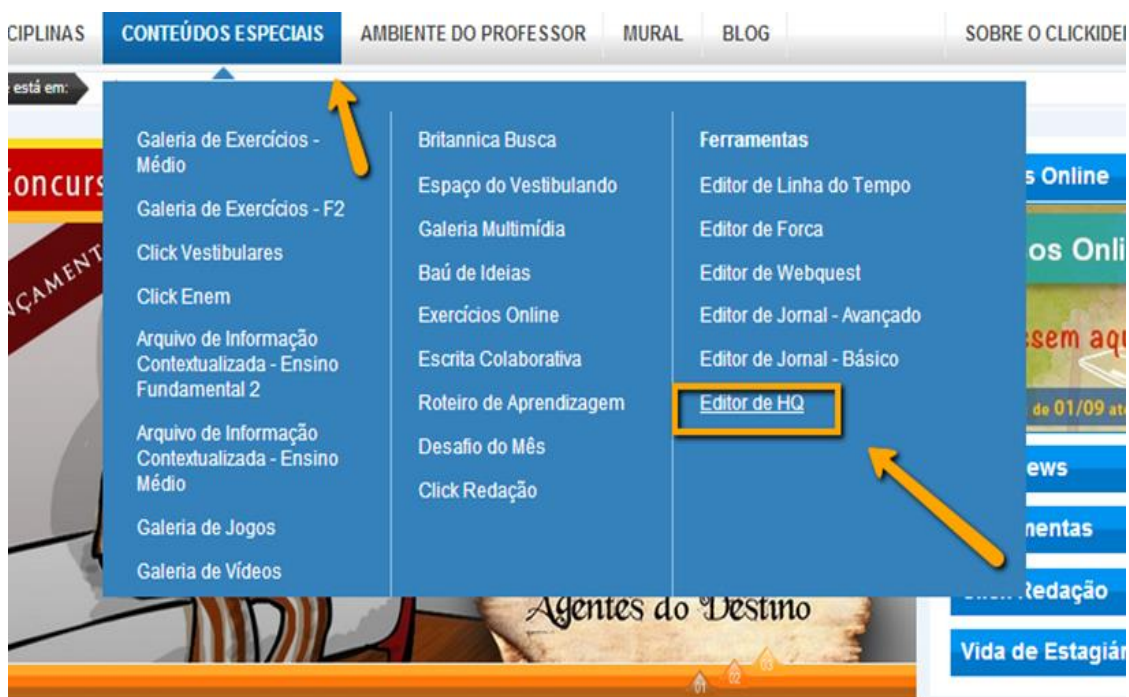 CIPLINAS CONTEÚDOS ESPECIAIS AMBIENTE DO PROFESSOR MURAL BLOG SOBRE O CLICKIDE
está em:
Galeria de Exercícios -
Médio
Galeria de Exercícios - F2
Click Vestibulares
Click Enem
Arquivo de Informação
Contextualizada - Ensino
Fundamental 2
Arquivo de Informação
Contextualizada - Ensino
Médio
Galeria de Jogos
Galeria de Vídeos
Britannica Busca
Espaço do Vestibulando
Galeria Multimídia
Baú de Ideias
Exercícios Online
Escrita Colaborativa
Roteiro de Aprendizagem
Desafio do Mês
Click Redação
Ferramentas
Editor de Linha do Tempo
Editor de Forca
Editor de Webquest
Editor de Jornal - Avançado
Editor de Jornal - Básico
Editor de HQ
Concurs
NÇAMENT
Agentes do Destino
01 02 03
s Online
os Onli
ssem aqu
de 01/09 at
ews
mentas
Redação
Vida de Estagiár